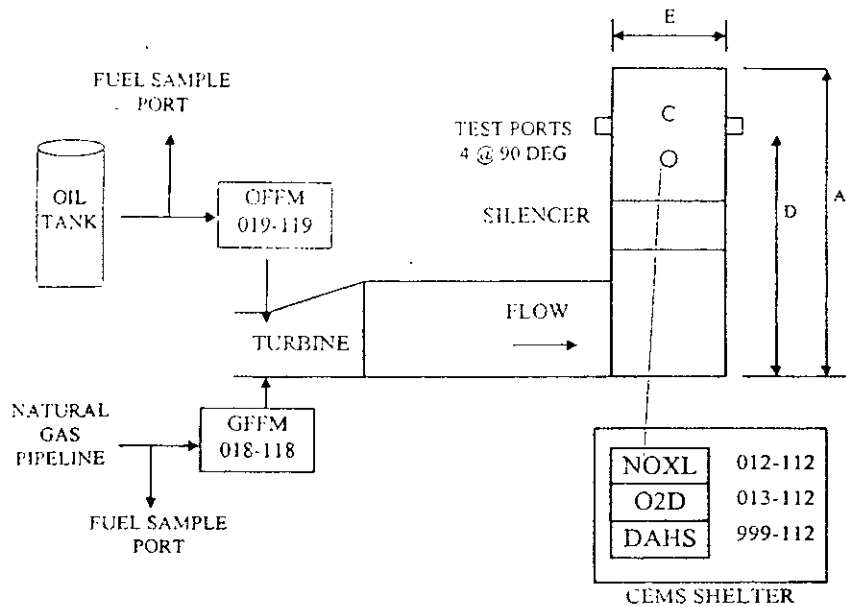 E
FUEL SAMPLE
PORT
C
TEST PORTS
4 @ 90 DEG
OIL
TANK
OFFM
019-119
A
D
SILENCER
FLOW
TURBINE
NATURAL
GAS
PIPELINE
GFFM
018-118
FUEL SAMPLE
PORT
NOXL 012-112
O2D 013-112
DAHS 999-112
CEMS SHELTER